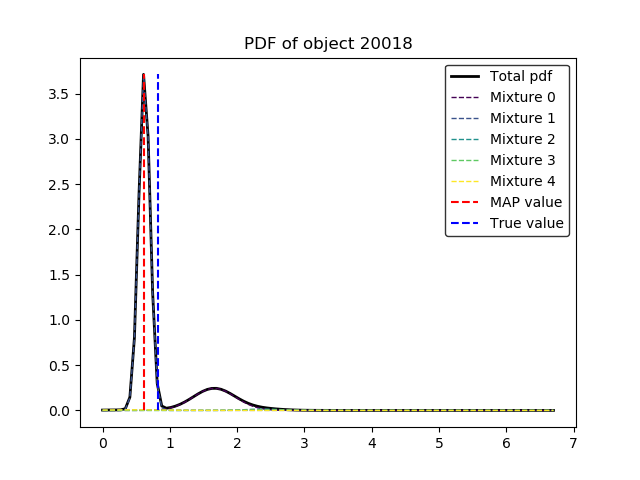 PDF of object 20018
Total pdf
Mixture 0
Mixture 1
Mixture 2
Mixture 3
Mixture 4
MAP value
True value
3.5
3.0
2.5
2.0
1.5
1.0
0.5
0.0
0 1 2 3 4 5 6 7